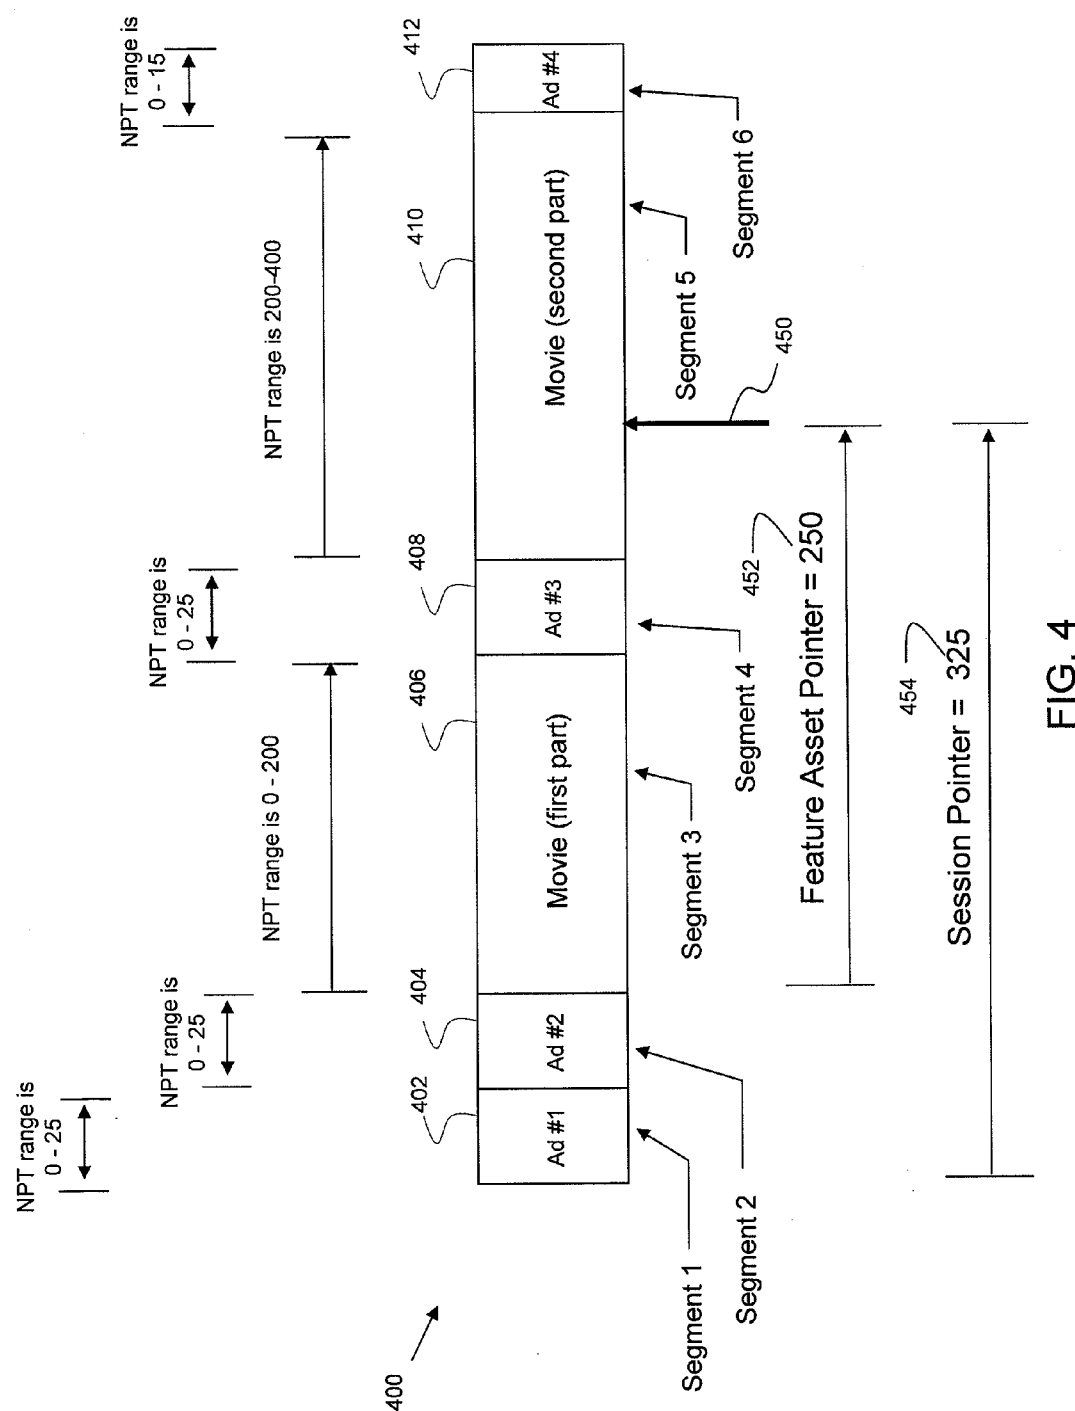 NPT range is
0 - 25
NPT range is
0 - 25
NPT range is 0 - 200
NPT range is
0 - 25
NPT range is 200-400
NPT range is
0 - 15
400
402
404
406
408
410
412
Ad #1
Ad #2
Movie (first part)
Ad #3
Movie (second part)
Ad #4
Segment 1
Segment 2
Segment 3
Segment 4
Segment 5
Segment 6
450
452
Feature Asset Pointer = 250
454
Session Pointer = 325
FIG. 4